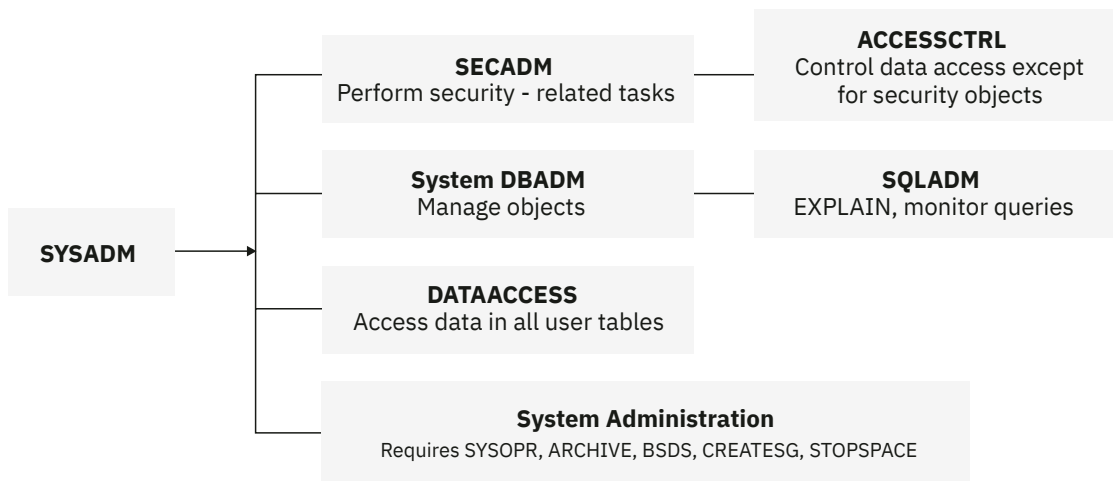 SYSADM
SECADM
Perform security - related tasks
ACCESSCTRL
Control data access except
for security objects
System DBADM
Manage objects
SQLADM
EXPLAIN, monitor queries
DATAACCESS
Access data in all user tables
System Administration
Requires SYSOPR, ARCHIVE, BSDS, CREATESG, STOPSPACE